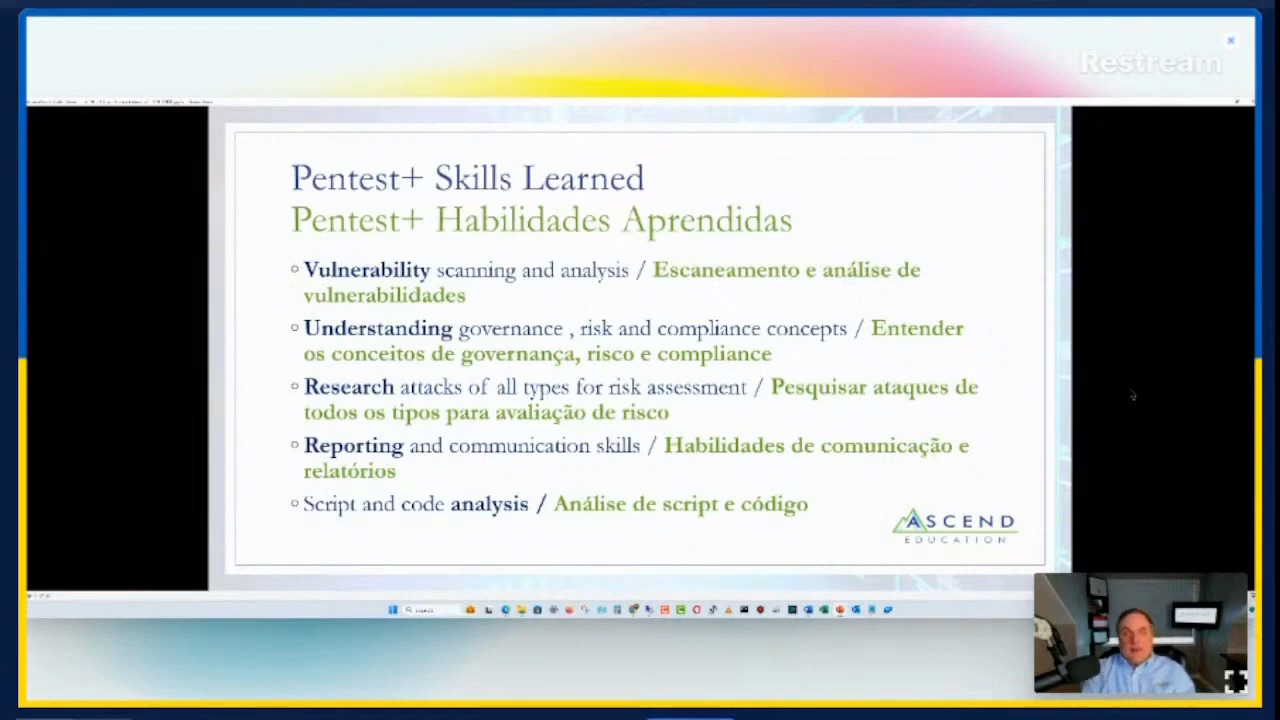 Restream
Pentest+ Skills Learned
Pentest+ Habilidades Aprendidas
Vulnerability scanning and analysis / Escaneamento e análise de
vulnerabilidades
Understanding governance , risk and compliance concepts / Entender
os conceitos de governança, risco e compliance
Research attacks of all types for risk assessment / Pesquisar ataques de
todos os tipos para avaliação de risco
Reporting and communication skills / Habilidades de comunicação e
relatórios
Script and code analysis / Análise de script e código
ASCEND
EDUCATION
Search